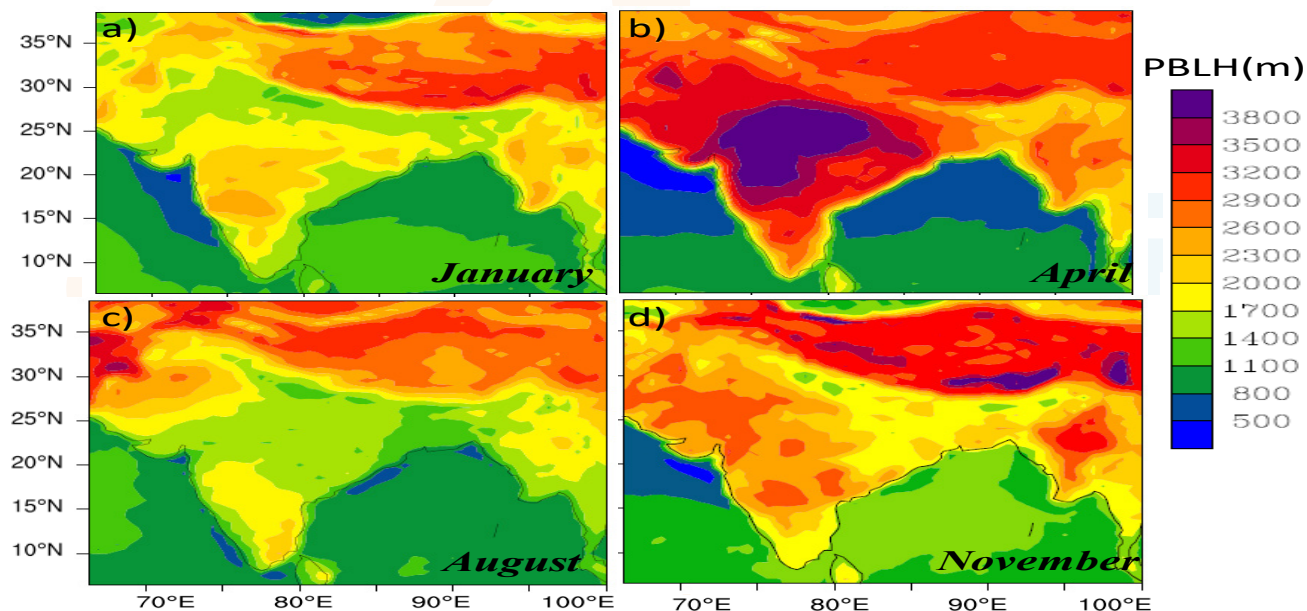 a)
35°N
30°N
25°N
20°N
15°N
10°N
January
b)
April
PBLH(m)
3800
3500
3200
2900
2600
2300
2000
1700
1400
1100
800
500
c)
35°N
30°N
25°N
20°N
15°N
10°N
August
70°E
80°E
90°E
100°E
d)
November
70°E
80°E
90°E
100°E